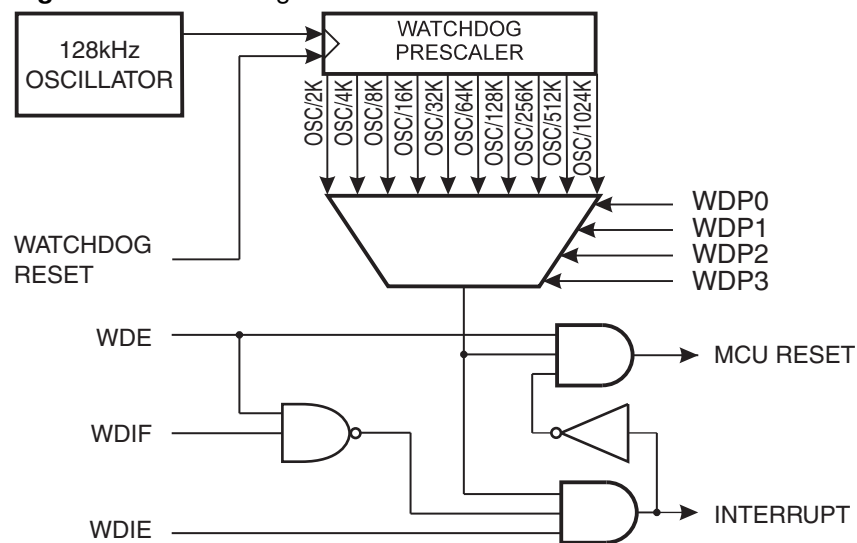 128kHz
OSCILLATOR
WATCHDOG
PRESCALER
OSC/2K
OSC/4K
OSC/8K
OSC/16K
OSC/32K
OSC/64K
OSC/128K
OSC/256K
OSC/512K
OSC/1024K
WDP0
WDP1
WDP2
WDP3
WATCHDOG
RESET
WDE
MCU RESET
WDIF
INTERRUPT
WDIE